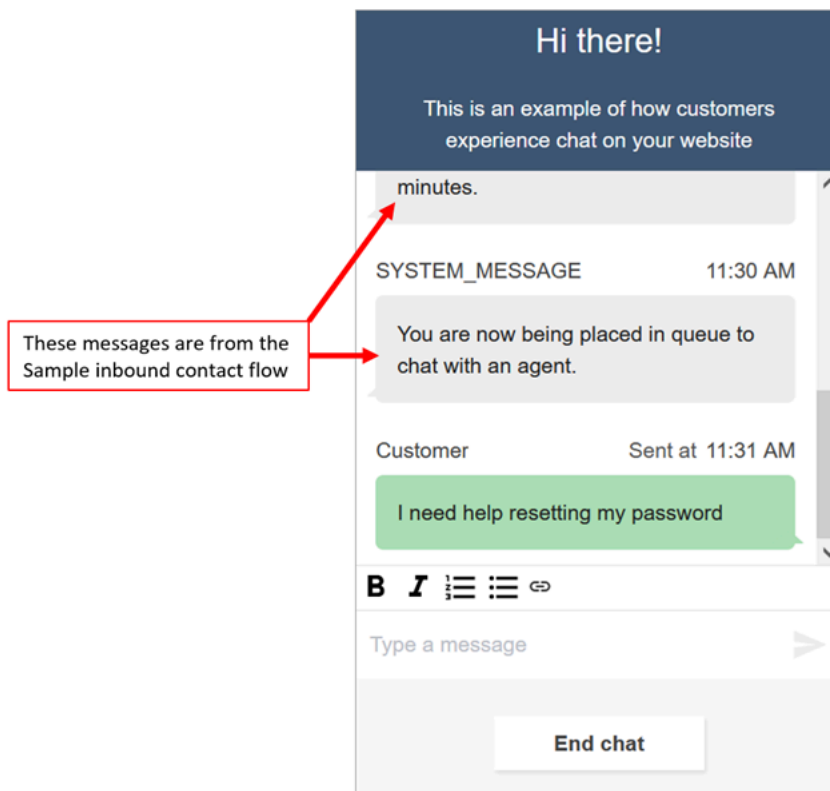 Hi there!
This is an example of how customers
experience chat on your website
minutes.
SYSTEM_MESSAGE 11:30 AM
You are now being placed in queue to
chat with an agent.
These messages are from the
Sample inbound contact flow
Customer Sent at 11:31 AM
I need help resetting my password
B I
Type a message
End chat